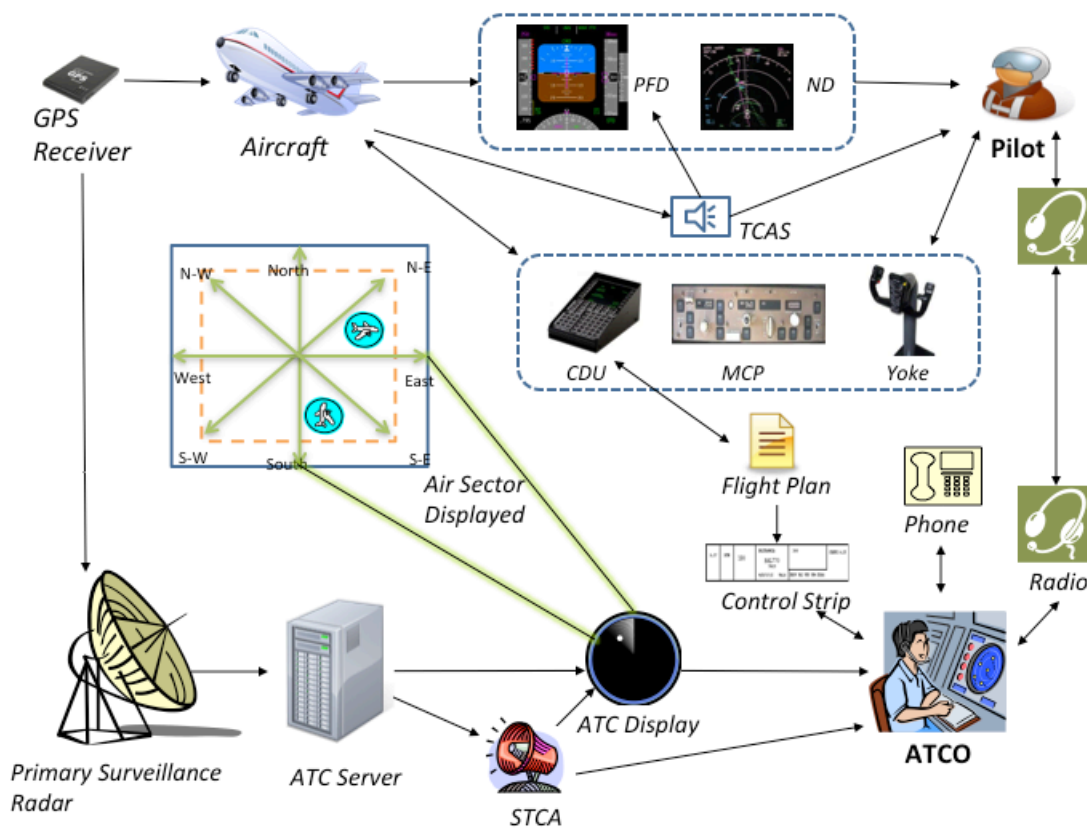 PFD
ND
GPS
Receiver
Aircraft
Pilot
TCAS
N-W
North
N-E
West
East
S-W
South
S-E
CDU
MCP
Yoke
Air Sector
Displayed
Flight Plan
Phone
Control Strip
Radio
ATC Display
ATCO
Primary Surveillance
Radar
ATC Server
STCA